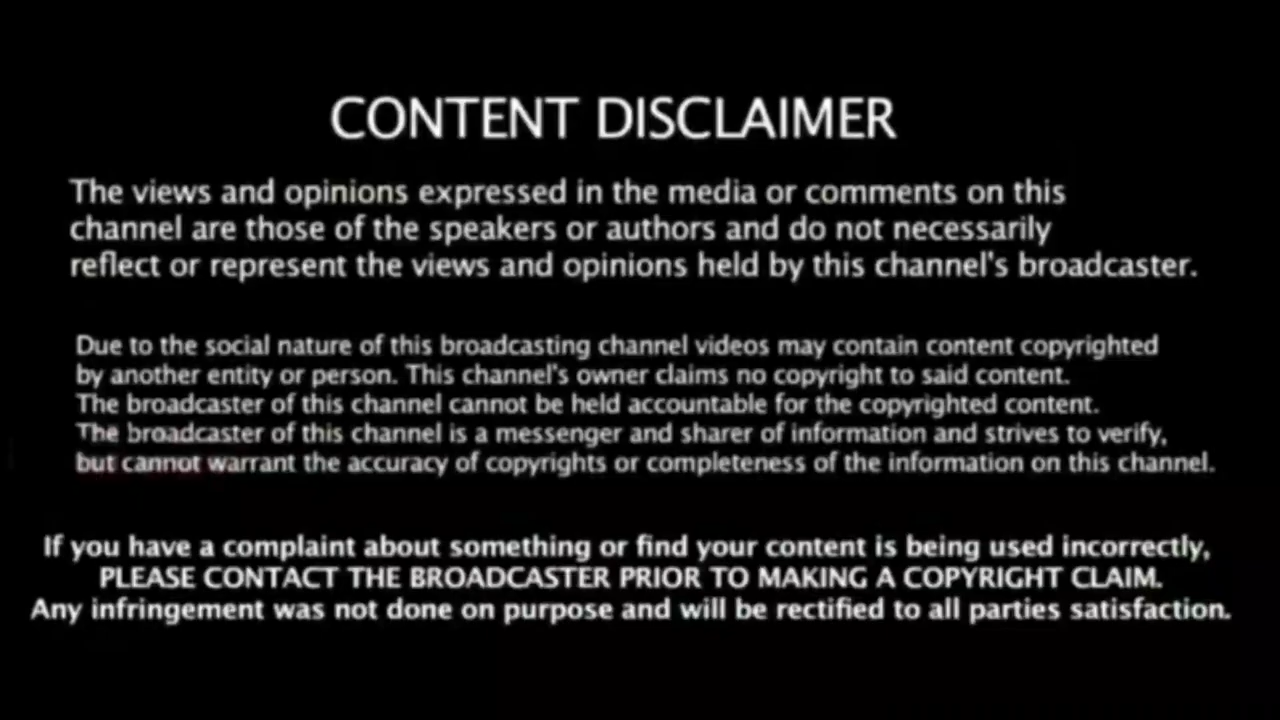 CONTENT DISCLAIMER
The views and opinions expressed in the media or comments on this
channel are those of the speakers or authors and do not necessarily
reflect or represent the views and opinions held by this channel's broadcaster.
Due to the social nature of this broadcasting channel videos may contain content copyrighted
by another entity or person. This channel's owner claims no copyright to said content.
The broadcaster of this channel cannot be held accountable for the copyrighted content.
The broadcaster of this channel is a messenger and sharer of information and strives to verify,
but cannot warrant the accuracy of copyrights or completeness of the information on this channel.
If you have a complaint about something or find your content is being used incorrectly,
PLEASE CONTACT THE BROADCASTER PRIOR TO MAKING A COPYRIGHT CLAIM.
Any infringement was not done on purpose and will be rectified to all parties satisfaction.